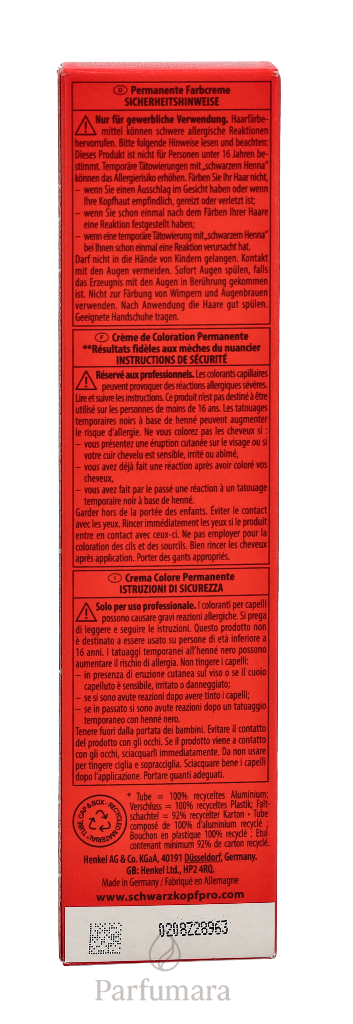 D Permanente Farbcreme
SICHERHEITSHINWEISE
Nur für gewerbliche Verwendung. Haarfärbe-
mittel können schwere allergische Reaktionen
hervorrufen. Bitte folgende Hinweise lesen und beachten:
Dieses Produkt ist nicht für Personen unter 16 Jahren be-
stimmt. Temporäre Tätowierungen mit „schwarzem Henna"
können das Allergierisiko erhöhen. Färben Sie Ihr Haar nicht,
– wenn Sie einen Ausschlag im Gesicht haben oder wenn
Ihre Kopfhaut empfindlich, gereizt oder verletzt ist;
– wenn Sie schon einmal nach dem Färben Ihrer Haare
eine Reaktion festgestellt haben;
– wenn eine temporäre Tätowierung mit „schwarzem Henna"
bei Ihnen schon einmal eine Reaktion verursacht hat.
Darf nicht in die Hände von Kindern gelangen. Kontakt
mit den Augen vermeiden. Sofort Augen spülen, falls
das Erzeugnis mit den Augen in Berührung gekommen
ist. Nicht zur Färbung von Wimpern und Augenbrauen
verwenden. Nach Anwendung die Haare gut spülen.
Geeignete Handschuhe tragen.
F Crème de Coloration Permanente
**Résultats fidèles aux mèches du nuancier
INSTRUCTIONS DE SÉCURITÉ
Réservé aux professionnels. Les colorants capillaires
peuvent provoquer des réactions allergiques sévères.
Lire et suivre les instructions. Ce produit n'est pas destiné à être
utilisé sur les personnes de moins de 16 ans. Les tatouages
temporaires noirs à base de henné peuvent augmenter
le risque d'allergie. Ne vous colorez pas les cheveux si :
– vous présentez une éruption cutanée sur le visage ou si
votre cuir chevelu est sensible, irrité ou abîmé,
– vous avez déjà fait une réaction après avoir coloré vos
cheveux,
– vous avez fait par le passé une réaction à un tatouage
temporaire noir à base de henné.
Garder hors de la portée des enfants. Éviter le contact
avec les yeux. Rincer immédiatement les yeux si le produit
entre en contact avec ceux-ci. Ne pas employer pour la
coloration des cils et des sourcils. Bien rincer les cheveux
après application. Porter des gants appropriés.
I Crema Colore Permanente
ISTRUZIONI DI SICUREZZA
Solo per uso professionale. I coloranti per capelli
possono causare gravi reazioni allergiche. Si prega
di leggere e seguire le istruzioni. Questo prodotto non
è destinato a essere usato su persone di età inferiore a
16 anni. I tatuaggi temporanei all'henné nero possono
aumentare il rischio di allergia. Non tingere i capelli:
– in presenza di eruzione cutanea sul viso o se il cuoio
capelluto è sensibile, irritato o danneggiato;
– se si sono avute reazioni dopo avere tinto i capelli;
– se in passato si sono avute reazioni dopo un tatuaggio
temporaneo con henné nero.
Tenere fuori dalla portata dei bambini. Evitare il contatto
del prodotto con gli occhi. Se il prodotto viene a contatto
con gli occhi, sciacquarli immediatamente. Da non usare
per tingere ciglia e sopracciglia. Sciacquare bene i capelli
dopo l'applicazione. Portare guanti adeguati.
TUBE, CAP & BOX · RECYCLED MATERIAL*
* Tube = 100% recyceltes Aluminium;
Verschluss = 100% recyceltes Plastik; Falt-
schachtel = 92% recycelter Karton • Tube
composé de 100% d'aluminium recyclé ;
Bouchon en plastique 100% recyclé ; Etui
contenant minimum 92% de carton recyclé.
Henkel AG & Co. KGaA, 40191 Düsseldorf, Germany.
GB: Henkel Ltd., HP2 4RQ.
Made in Germany / Fabriqué en Allemagne
www.schwarzkopfpro.com
0208Z28963
Parfumara